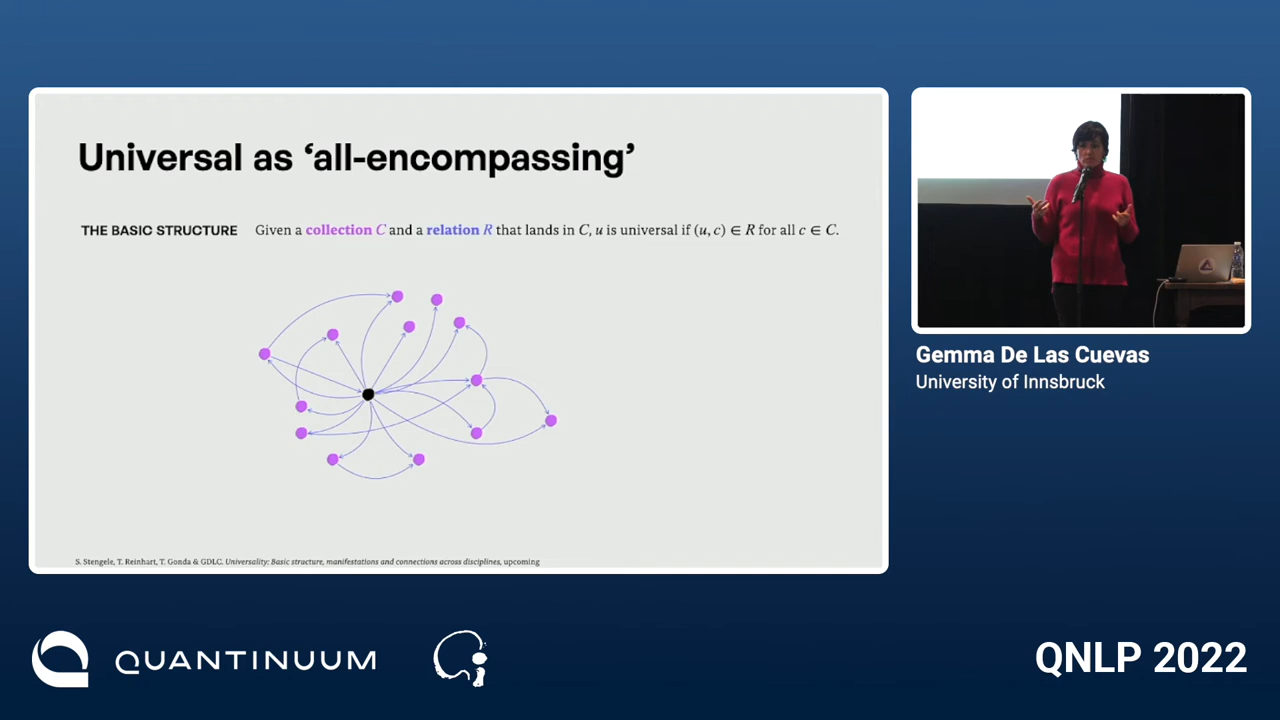 Universal as ‘all-encompassing’
THE BASIC STRUCTURE Given a collection C and a relation R that lands in C, u is universal if (u, c) ∈ R for all c ∈ C.
S. Stengele, T. Reinhart, T. Gonda & GDLC. Universality: Basic structure, manifestations and connections across disciplines, upcoming
Gemma De Las Cuevas
University of Innsbruck
QUANTINUUM
QNLP 2022